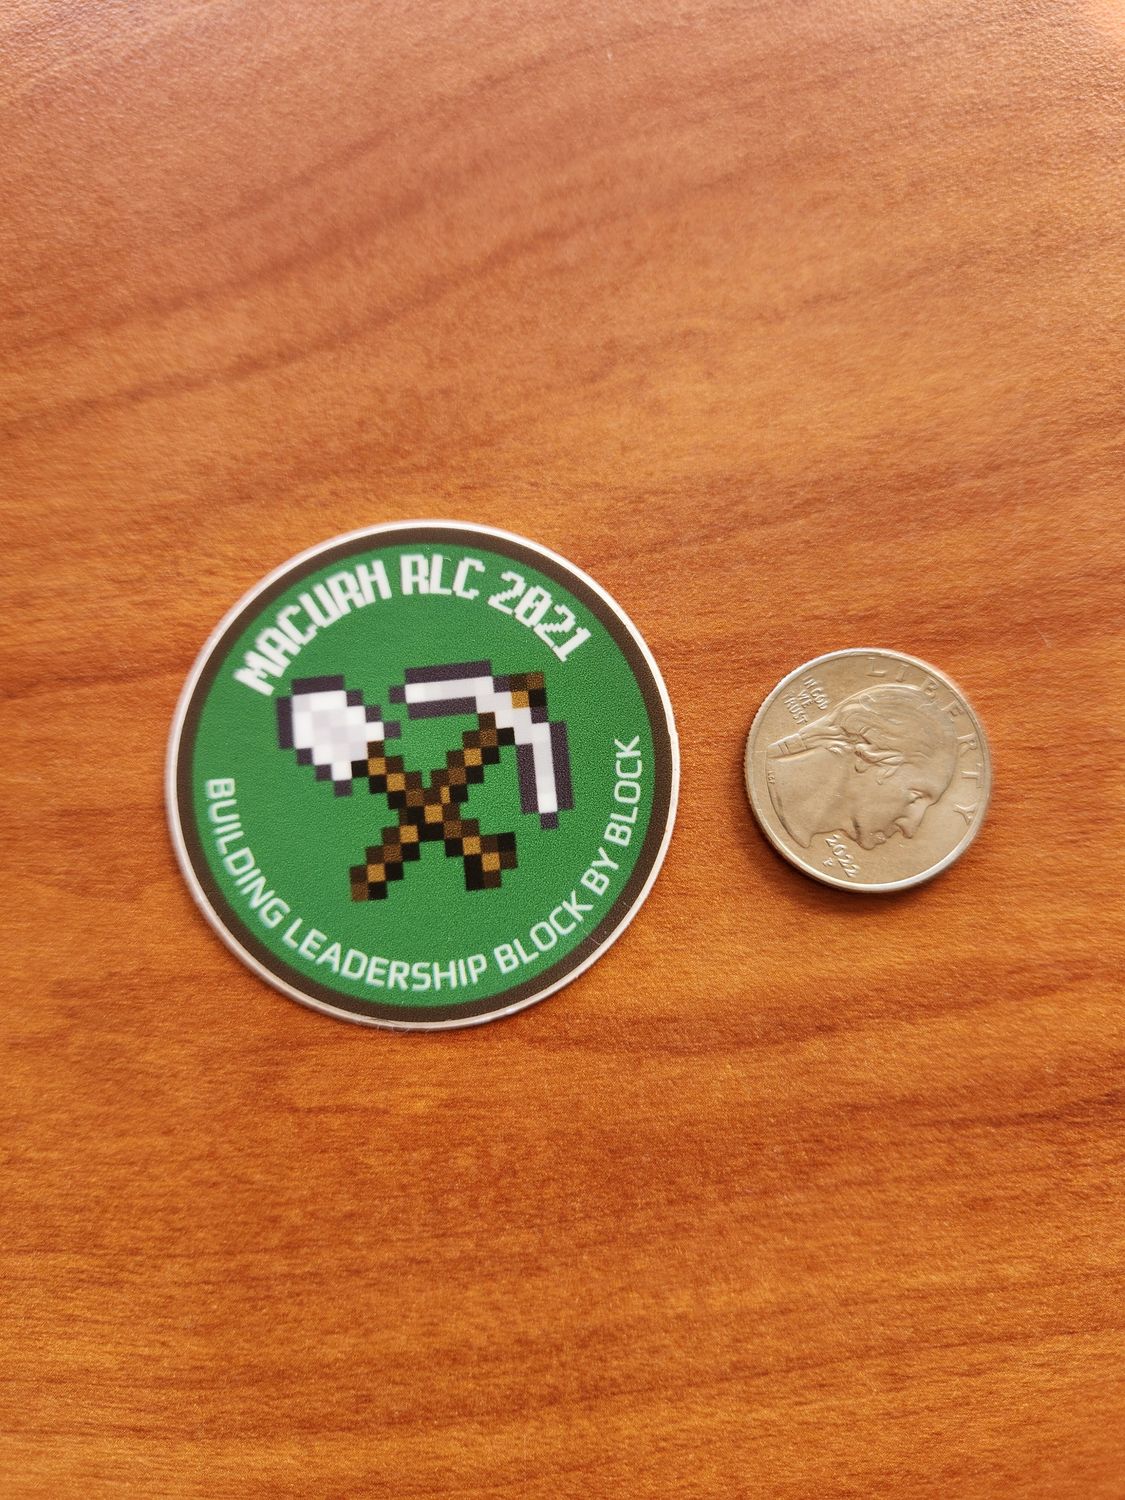 MACURH RLC 2021
BUILDING LEADERSHIP BLOCK BY BLOCK
LIBERTY
IN GOD
WE
TRUST
2022
P